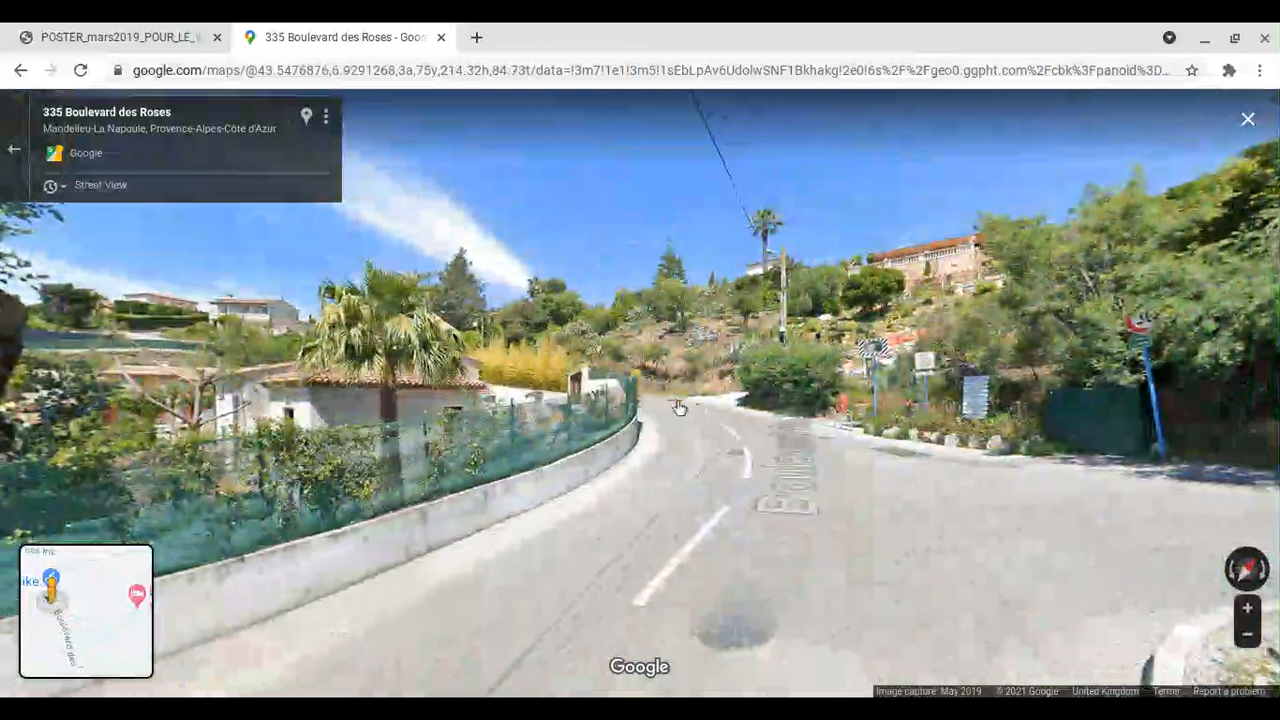 POSTER_mars2019_POUR_LE_
335 Boulevard des Roses - Goo
google.com/maps/@43.5476876,6.9291268,3a,75y,214.32h,84.73t/data=!3m7!1e1!3m5!1sEbLpAv6UdolwSNF1Bkhakg!2e0!6s%2F%2Fgeo0.ggpht.com%2Fcbk%3Fpanoid%3D...
335 Boulevard des Roses
Mandelieu-La Napoule, Provence-Alpes-Côte d'Azur
Google
Street View
ike
Boulevard des
Google
Image capture: May 2019 © 2021 Google United Kingdom Terms Report a problem